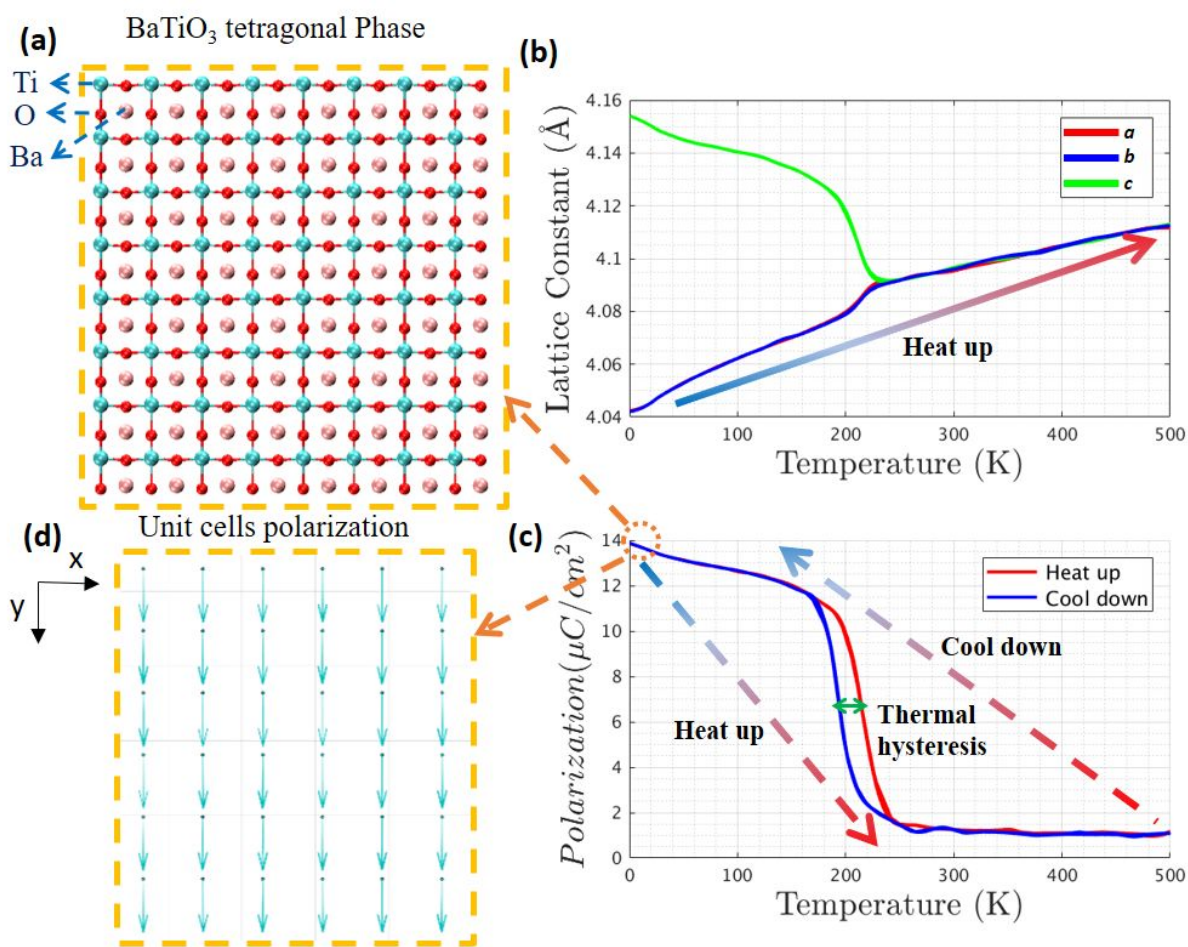 (a)
BaTiO₃ tetragonal Phase
Ti
O
Ba
(b)
4.16
4.14
4.12
4.1
4.08
4.06
4.04
Lattice Constant (Å)
a
b
c
Heat up
0
100
200
300
400
500
Temperature (K)
(d)
Unit cells polarization
x
y
(c)
14
12
10
8
6
4
2
0
Polarization(μC/cm²)
Heat up
Cool down
Cool down
Heat up
Thermal
hysteresis
0
100
200
300
400
500
Temperature (K)